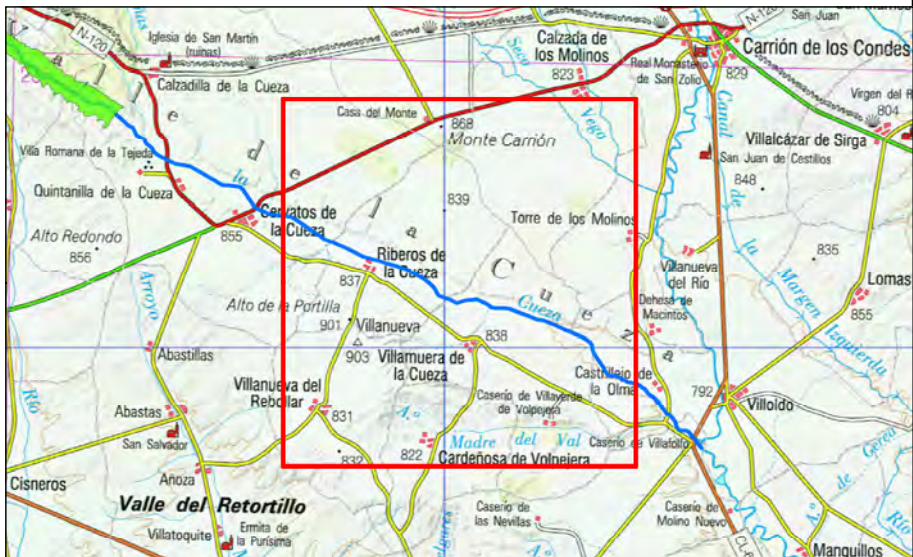 N-120
Iglesia de San Martín
(ruinas)
Calzadilla de la Cueza
Calzada de
los Molinos
823
Seco
Vego
N-120
San Juan
Carrión de los Condes
Real Monasterio
de San Zoilo
829
Canal
de
la
Margen
Izquierda
Virgen del R
804
Villalcázar de Sirga
San Juan de Cestillos
848
835
Casa del Monte
868
Monte Carrión
839
Villa Romana de la Tejeda
Quintanilla de la Cueza
Cervatos de
la Cueza
855
Alto Redondo
856
Riberos de
la Cueza
837
Torre de los Molinos
Villanueva
del Río
Dehesa de
Macintos
Lomas
855
a l l e d e l a C u e z a
la
Cueza
Arroyo
Alto de la Portilla
901
Villanueva
903
838
Villamuera de
la Cueza
Abastillas
Villanueva del
Rebollar
831
Castrillejo de
la Olma
792
Villoldo
Caserío de Villaverde
de Volpejera
Abastas
San Salvador
Río
A.º
Madre del Val
822
832
Cardeñosa de Volpejera
Caserío de Villafolfo
Cisneros
Añoza
Valle del Retortillo
Villatoquite
Ermita de
la Purísima
Caserío de
las Nevillas
Caserío de
Molino Nuevo
A.º de Gerea
Manquillos